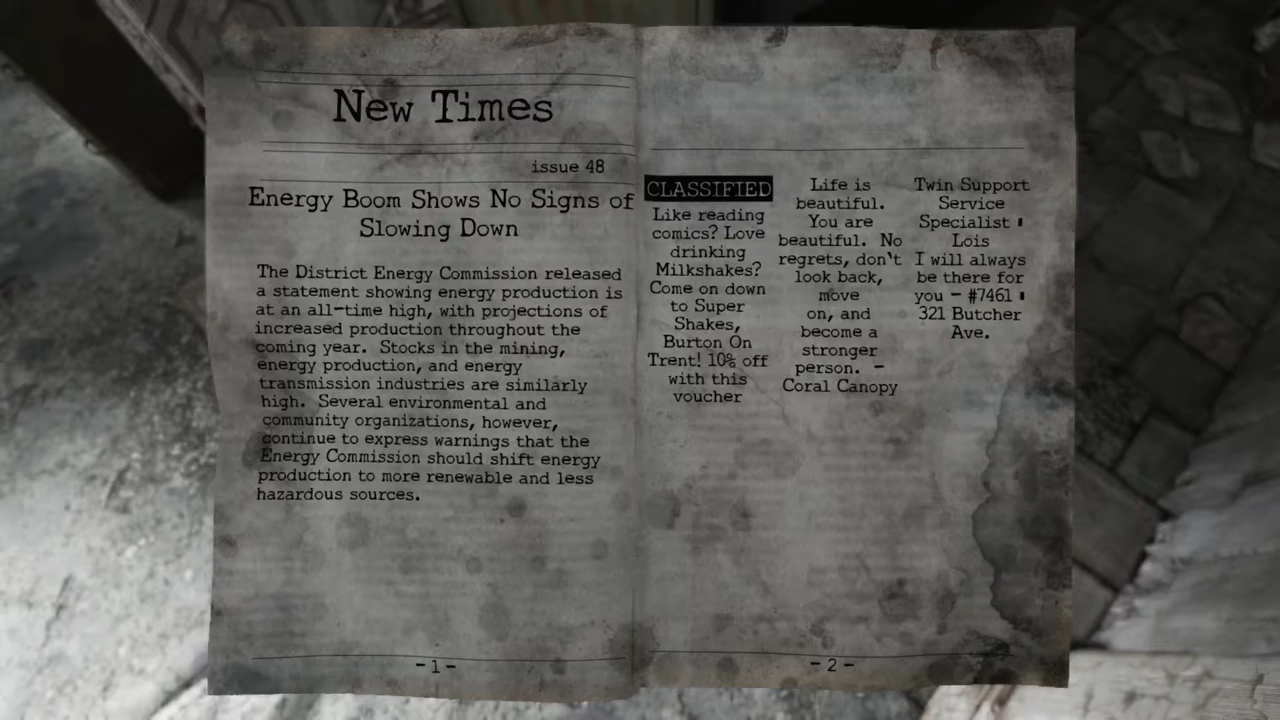 New Times
issue 48
Energy Boom Shows No Signs of
Slowing Down
The District Energy Commission released
a statement showing energy production is
at an all-time high, with projections of
increased production throughout the
coming year. Stocks in the mining,
energy production, and energy
transmission industries are similarly
high. Several environmental and
community organizations, however,
continue to express warnings that the
Energy Commission should shift energy
production to more renewable and less
hazardous sources.
-1-
CLASSIFIED
Like reading
comics? Love
drinking
Milkshakes?
Come on down
to Super
Shakes,
Burton On
Trent! 10% off
with this
voucher
Life is
beautiful.
You are
beautiful. No
regrets, don't
look back,
move
on, and
become a
stronger
person. -
Coral Canopy
Twin Support
Service
Specialist ▮
Lois
I will always
be there for
you - #7461 ▮
321 Butcher
Ave.
-2-